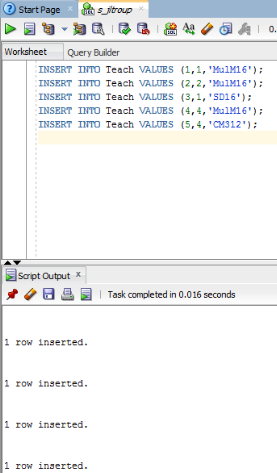 Start Page
s_jitroup
0.
Worksheet
Query Builder
INSERT INTO Teach VALUES (1,1,'MulM16');
INSERT INTO Teach VALUES (2,2,'MulM16');
INSERT INTO Teach VALUES (3,1,'SD16');
INSERT INTO Teach VALUES (4,4,'MulM16');
INSERT INTO Teach VALUES (5,4,'CM312');
Script Output
Task completed in 0.016 seconds
1 row inserted.
1 row inserted.
1 row inserted.
1 row inserted.